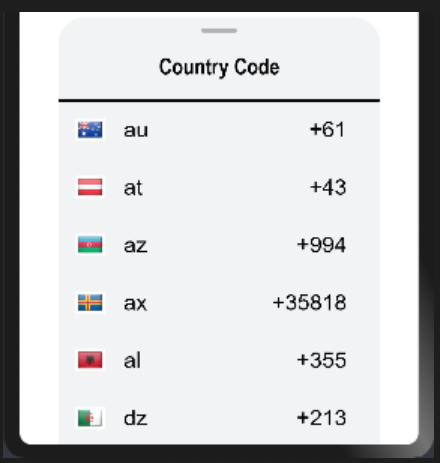 Country Code
au +61
at +43
az +994
ax +35818
al +355
dz +213